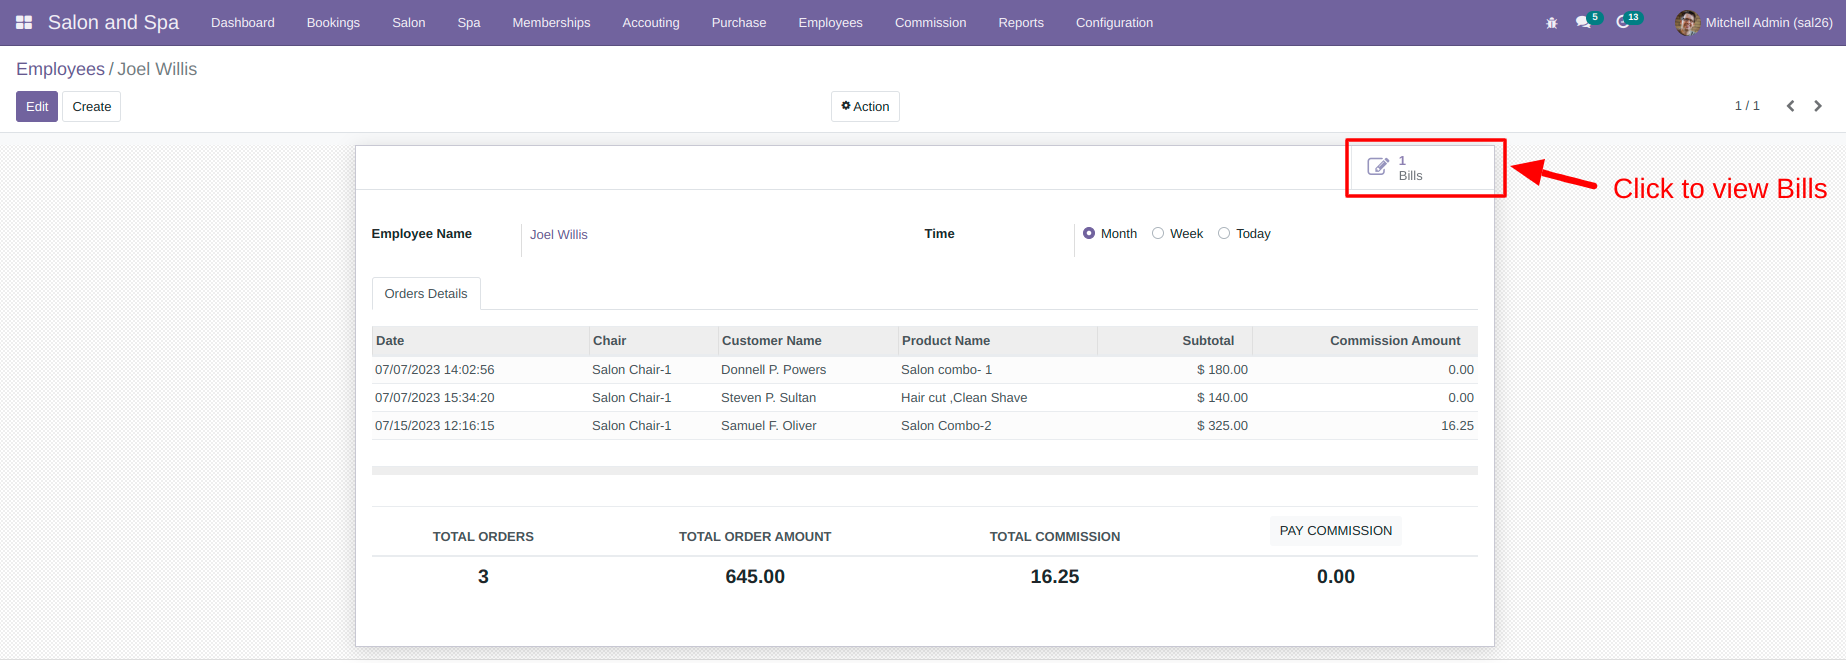 Salon and Spa Dashboard Bookings Salon Spa Memberships Accouting Purchase Employees Commission Reports Configuration 5 13 Mitchell Admin (sal26)
Employees / Joel Willis
Edit Create Action 1 / 1
1
Bills
Click to view Bills
Employee Name Joel Willis Time Month Week Today
Orders Details
Date Chair Customer Name Product Name Subtotal Commission Amount
07/07/2023 14:02:56 Salon Chair-1 Donnell P. Powers Salon combo- 1 $ 180.00 0.00
07/07/2023 15:34:20 Salon Chair-1 Steven P. Sultan Hair cut ,Clean Shave $ 140.00 0.00
07/15/2023 12:16:15 Salon Chair-1 Samuel F. Oliver Salon Combo-2 $ 325.00 16.25
TOTAL ORDERS TOTAL ORDER AMOUNT TOTAL COMMISSION PAY COMMISSION
3 645.00 16.25 0.00